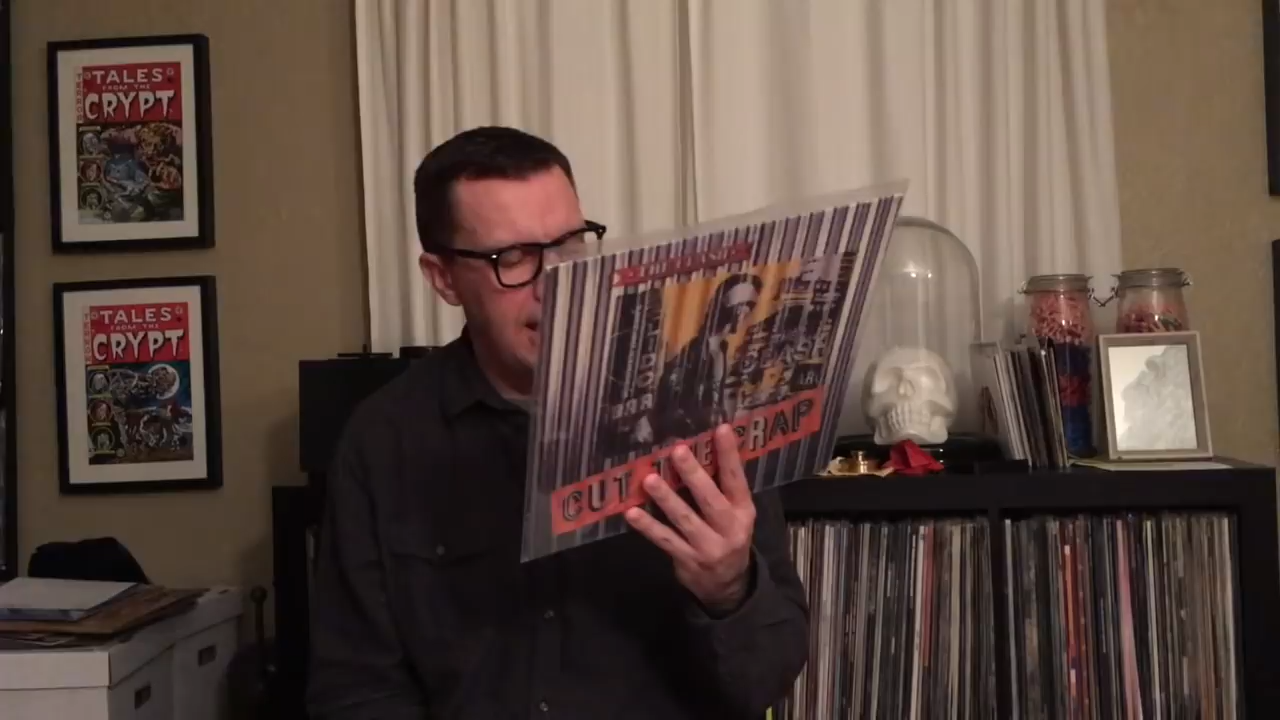 TALES
FROM THE
CRYPT
TALES
FROM THE
CRYPT
THE CLASH
CUT THE CRAP